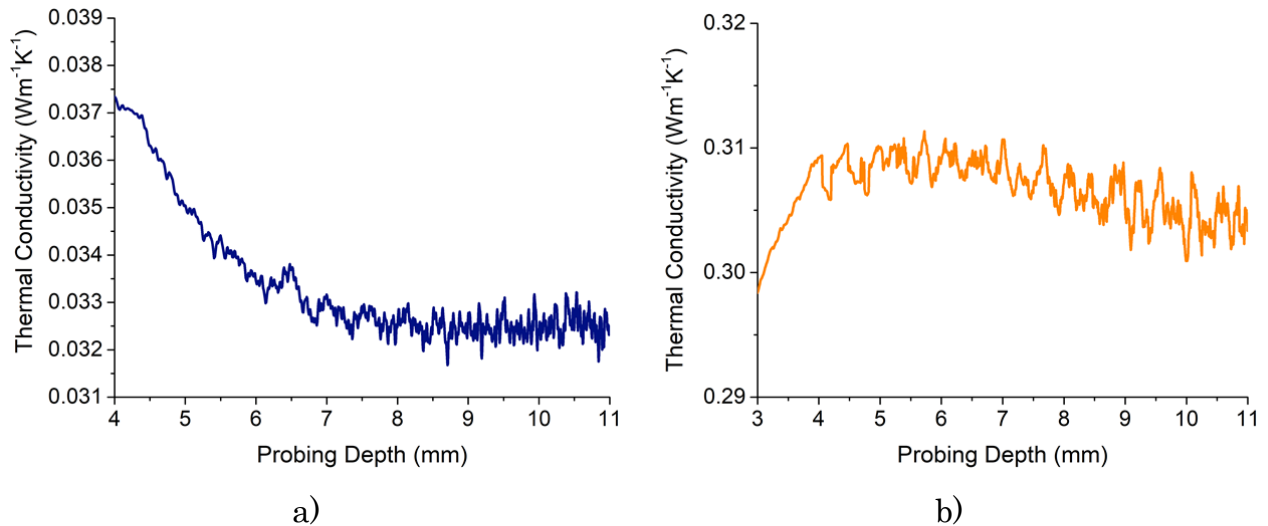 0.039
0.038
0.037
0.036
0.035
0.034
0.033
0.032
0.031
Thermal Conductivity (Wm⁻¹K⁻¹)
4 5 6 7 8 9 10 11
Probing Depth (mm)
a)
0.32
0.31
0.30
0.29
Thermal Conductivity (Wm⁻¹K⁻¹)
3 4 5 6 7 8 9 10 11
Probing Depth (mm)
b)